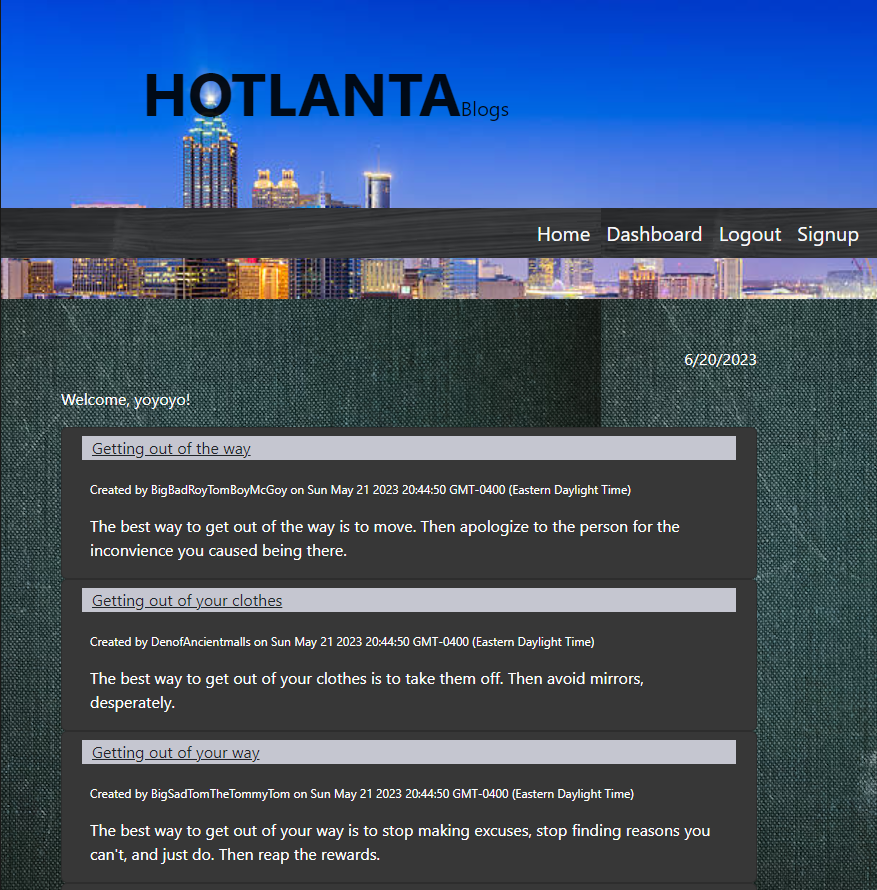 HOTLANTABlogs
Home Dashboard Logout Signup
6/20/2023
Welcome, yoyoyo!
Getting out of the way
Created by BigBadRoyTomBoyMcGoy on Sun May 21 2023 20:44:50 GMT-0400 (Eastern Daylight Time)
The best way to get out of the way is to move. Then apologize to the person for the
inconvience you caused being there.
Getting out of your clothes
Created by DenofAncientmalls on Sun May 21 2023 20:44:50 GMT-0400 (Eastern Daylight Time)
The best way to get out of your clothes is to take them off. Then avoid mirrors,
desperately.
Getting out of your way
Created by BigSadTomTheTommyTom on Sun May 21 2023 20:44:50 GMT-0400 (Eastern Daylight Time)
The best way to get out of your way is to stop making excuses, stop finding reasons you
can't, and just do. Then reap the rewards.